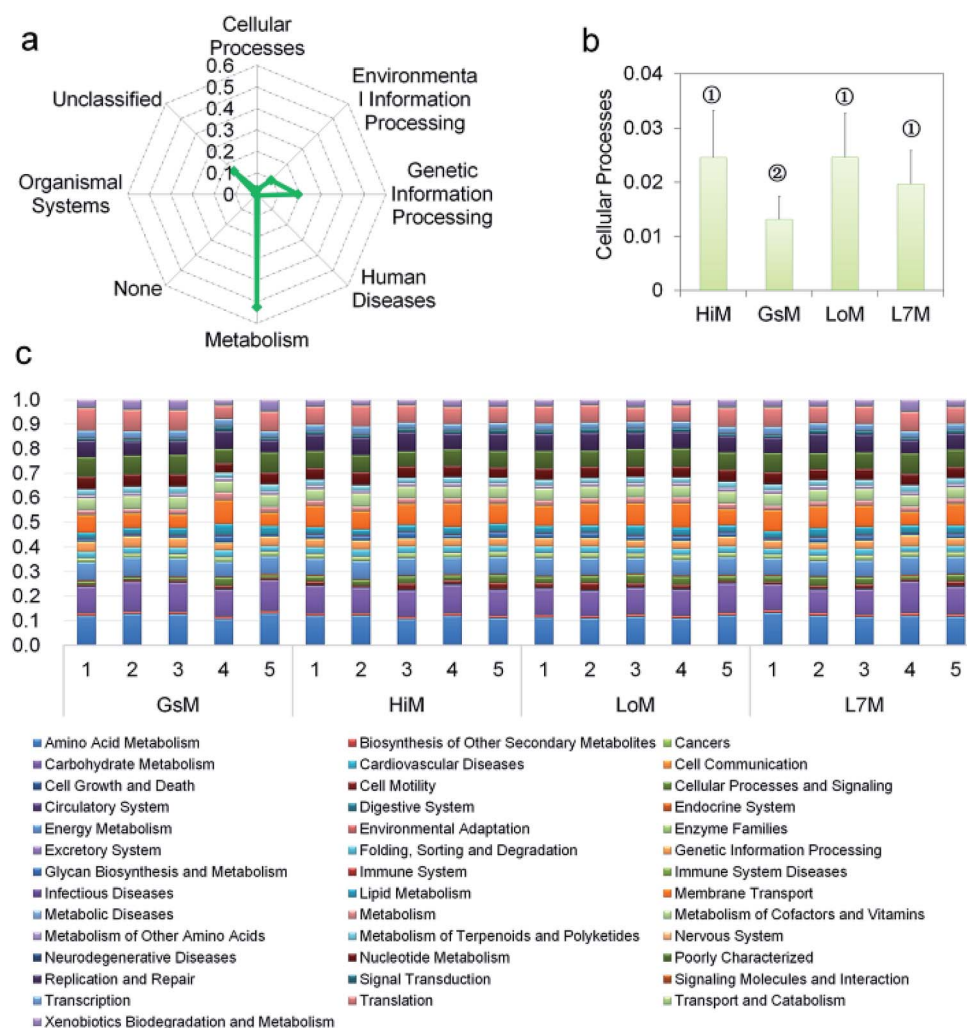 a
Cellular
Processes
0.6
0.5
0.4
0.3
0.2
0.1
0
Environmenta
l Information
Processing
Genetic
Information
Processing
Human
Diseases
Metabolism
None
Organismal
Systems
Unclassified
b
Cellular Processes
0.04
0.03
0.02
0.01
0
① ② ① ①
HiM GsM LoM L7M
c
1.0
0.9
0.8
0.7
0.6
0.5
0.4
0.3
0.2
0.1
0.0
1 2 3 4 5 1 2 3 4 5 1 2 3 4 5 1 2 3 4 5
GsM HiM LoM L7M
Amino Acid Metabolism Biosynthesis of Other Secondary Metabolites Cancers
Carbohydrate Metabolism Cardiovascular Diseases Cell Communication
Cell Growth and Death Cell Motility Cellular Processes and Signaling
Circulatory System Digestive System Endocrine System
Energy Metabolism Environmental Adaptation Enzyme Families
Excretory System Folding, Sorting and Degradation Genetic Information Processing
Glycan Biosynthesis and Metabolism Immune System Immune System Diseases
Infectious Diseases Lipid Metabolism Membrane Transport
Metabolic Diseases Metabolism Metabolism of Cofactors and Vitamins
Metabolism of Other Amino Acids Metabolism of Terpenoids and Polyketides Nervous System
Neurodegenerative Diseases Nucleotide Metabolism Poorly Characterized
Replication and Repair Signal Transduction Signaling Molecules and Interaction
Transcription Translation Transport and Catabolism
Xenobiotics Biodegradation and Metabolism